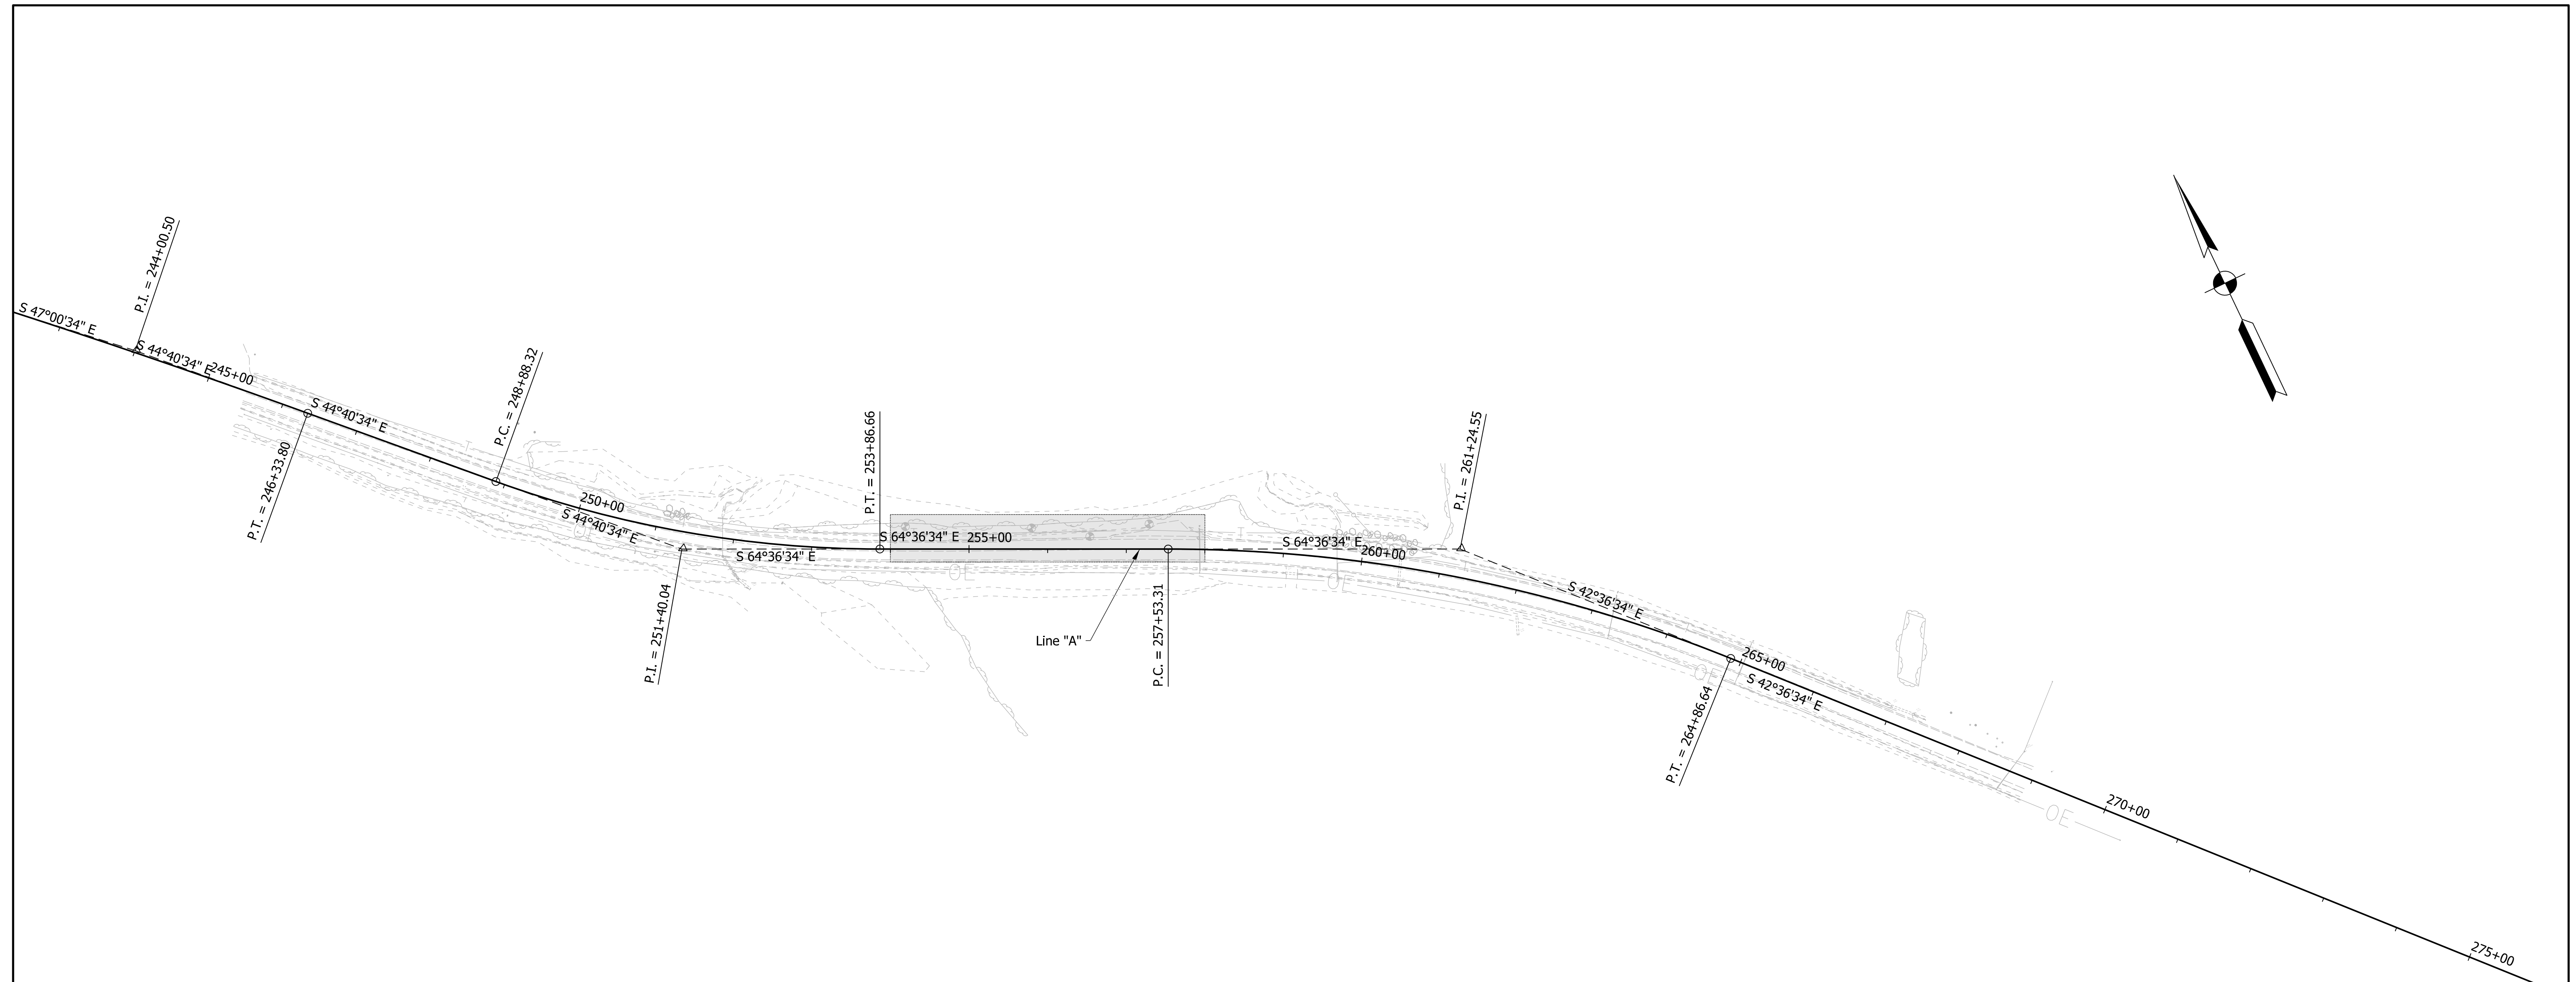 S 47°00'34" E
P.I. = 244+00.50
S 44°40'34" E
245+00
P.T. = 246+33.80
S 44°40'34" E
P.C. = 248+88.32
250+00
S 44°40'34" E
P.I. = 251+40.04
S 64°36'34" E
P.T. = 253+86.66
S 64°36'34" E
255+00
OE
Line "A"
P.C. = 257+53.31
S 64°36'34" E
260+00
OE
P.I. = 261+24.55
S 42°36'34" E
P.T. = 264+86.64
265+00
S 42°36'34" E
OE
270+00
275+00